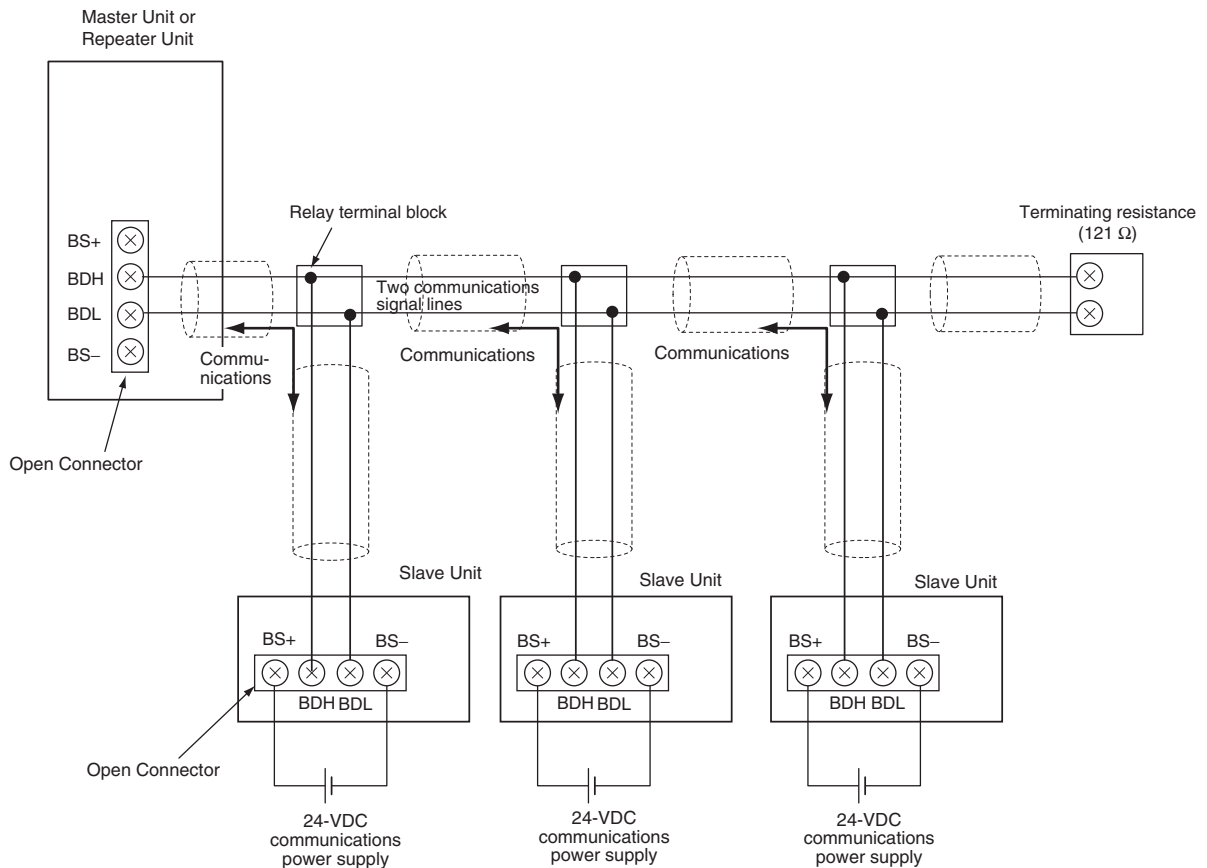 Master Unit or
Repeater Unit
Relay terminal block
Terminating resistance
(121 Ω)
BS+
BDH
BDL
BS–
Two communications
signal lines
Commu-
nications
Communications
Communications
Open Connector
Slave Unit
Slave Unit
Slave Unit
BS+
BS–
BS+
BS–
BS+
BS–
BDH BDL
BDH BDL
BDH BDL
Open Connector
24-VDC
communications
power supply
24-VDC
communications
power supply
24-VDC
communications
power supply